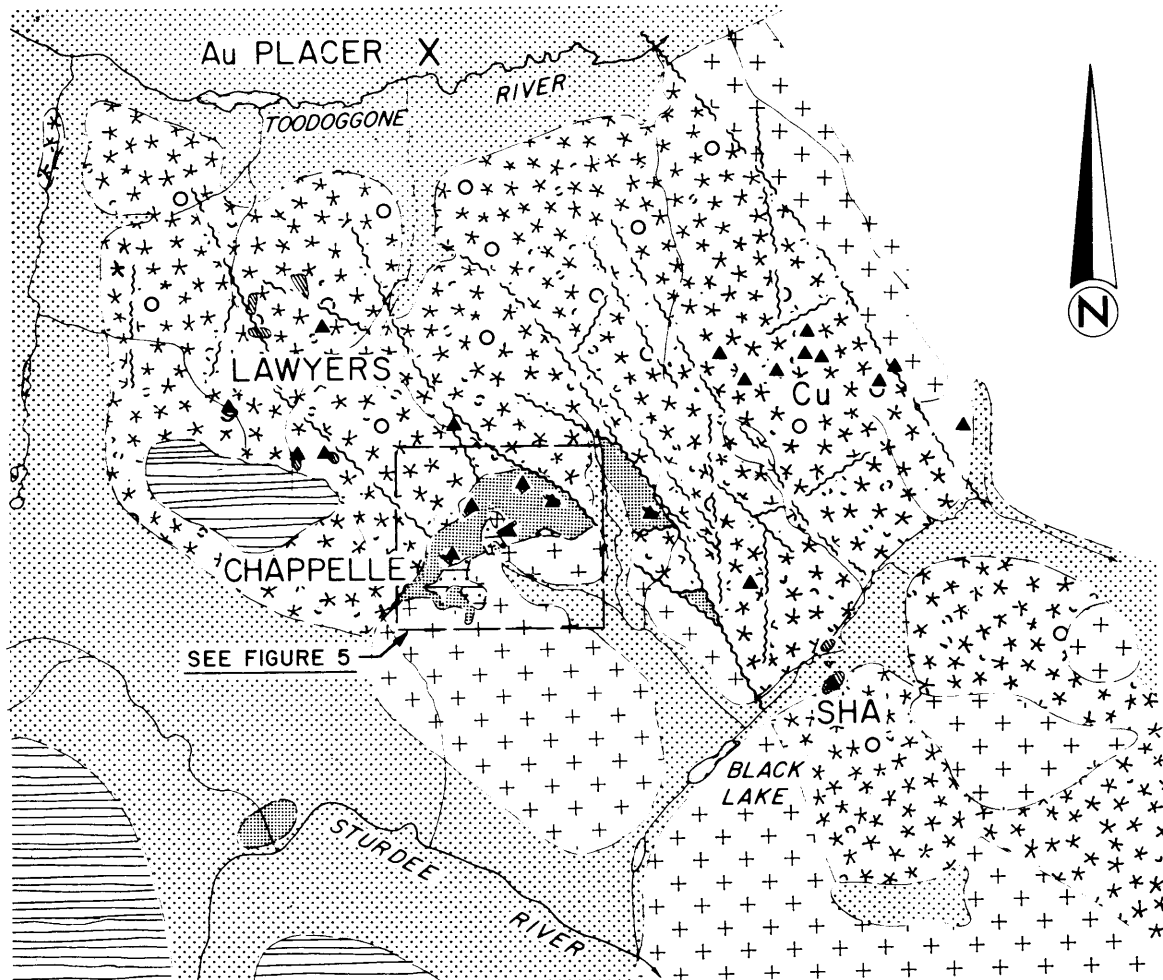 Au PLACER X
TOODOGGONE
RIVER
N
LAWYERS
Cu
CHAPPELLE
SEE FIGURE 5
SHA
BLACK
LAKE
STURDEE
RIVER